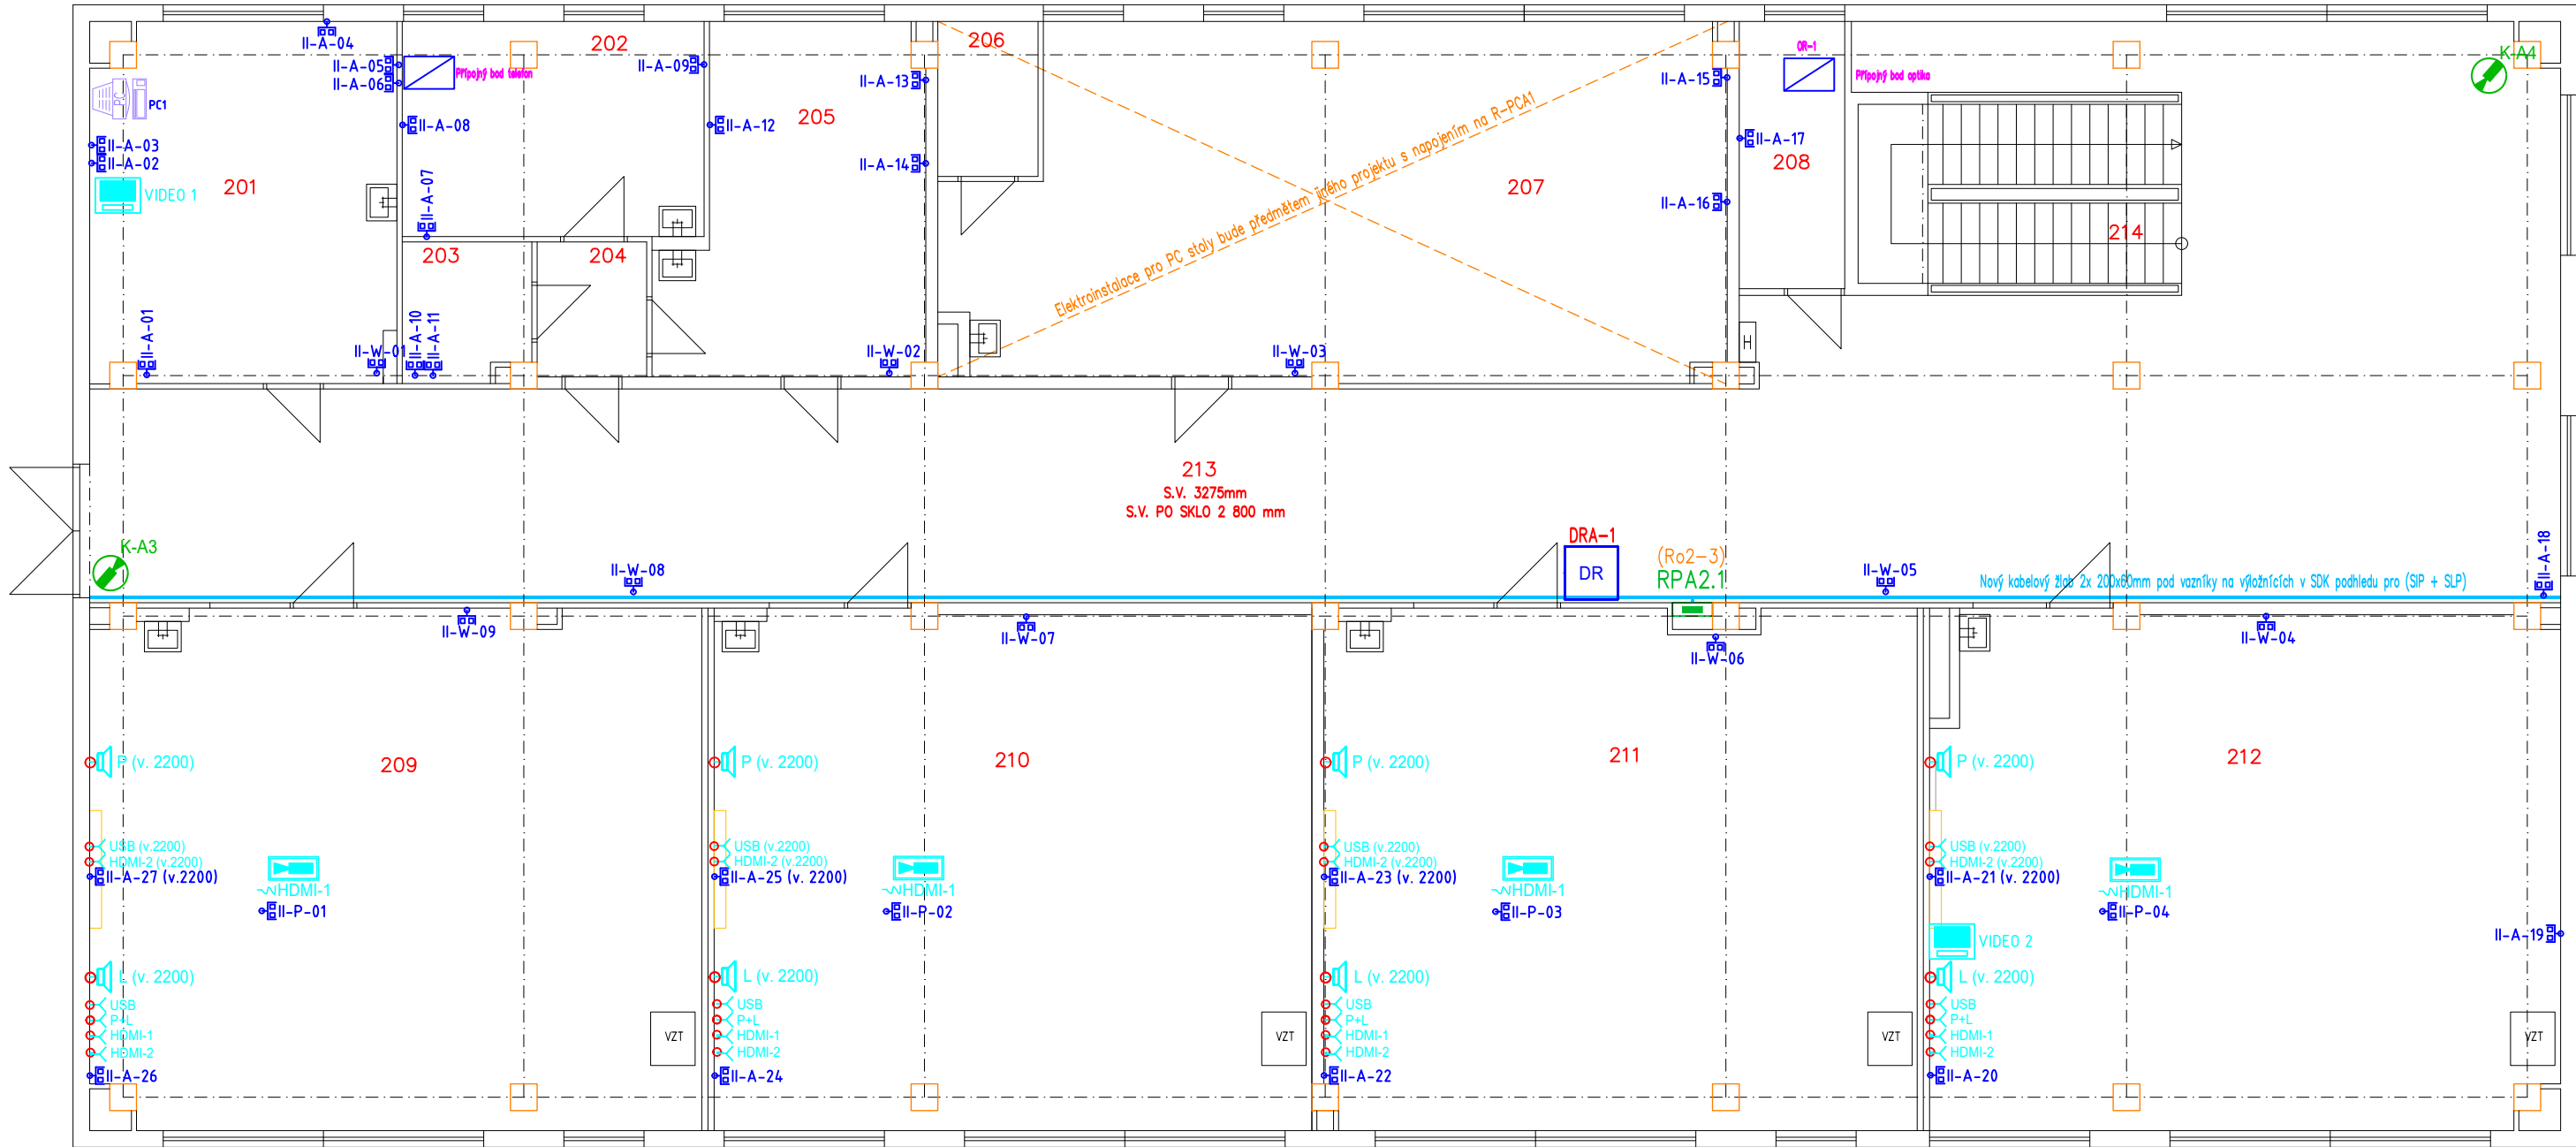 II-A-04
202
206
OR-1
K-A4
II-A-05
Přípojný bod telefon
II-A-09
II-A-06
II-A-13
II-A-15
Přípojný bod optika
PC
PC1
II-A-08
II-A-12
205
II-A-03
II-A-02
II-A-14
II-A-17
208
201
VIDEO 1
II-A-07
Elektroinstalace pro PC stoly bude předmětem jiného projektu s napojením na R-PCA1
207
II-A-16
214
203
204
II-A-01
II-W-01
II-A-10
II-A-11
II-W-02
II-W-03
H
213
S.V. 3275mm
S.V. PO SKLO 2 800 mm
K-A3
DRA-1
DR
(Ro2-3)
RPA2.1
II-W-08
II-W-05
II-A-18
Nový kabelový žlab 2x 200x60mm pod vazníky na výložnících v SDK podhledu pro (SIP + SLP)
II-W-09
II-W-07
II-W-06
II-W-04
P (v. 2200)
209
P (v. 2200)
210
P (v. 2200)
211
P (v. 2200)
212
USB (v.2200)
HDMI-2 (v.2200)
II-A-27 (v.2200)
HDMI-1
II-P-01
USB (v.2200)
HDMI-2 (v.2200)
II-A-25 (v. 2200)
HDMI-1
II-P-02
USB (v.2200)
HDMI-2 (v.2200)
II-A-23 (v. 2200)
HDMI-1
II-P-03
USB (v.2200)
HDMI-2 (v.2200)
II-A-21 (v. 2200)
HDMI-1
II-P-04
VIDEO 2
II-A-19
L (v. 2200)
USB
P+L
HDMI-1
HDMI-2
II-A-26
VZT
L (v. 2200)
USB
P+L
HDMI-1
HDMI-2
II-A-24
VZT
L (v. 2200)
USB
P+L
HDMI-1
HDMI-2
II-A-22
VZT
L (v. 2200)
USB
P+L
HDMI-1
HDMI-2
II-A-20
VZT